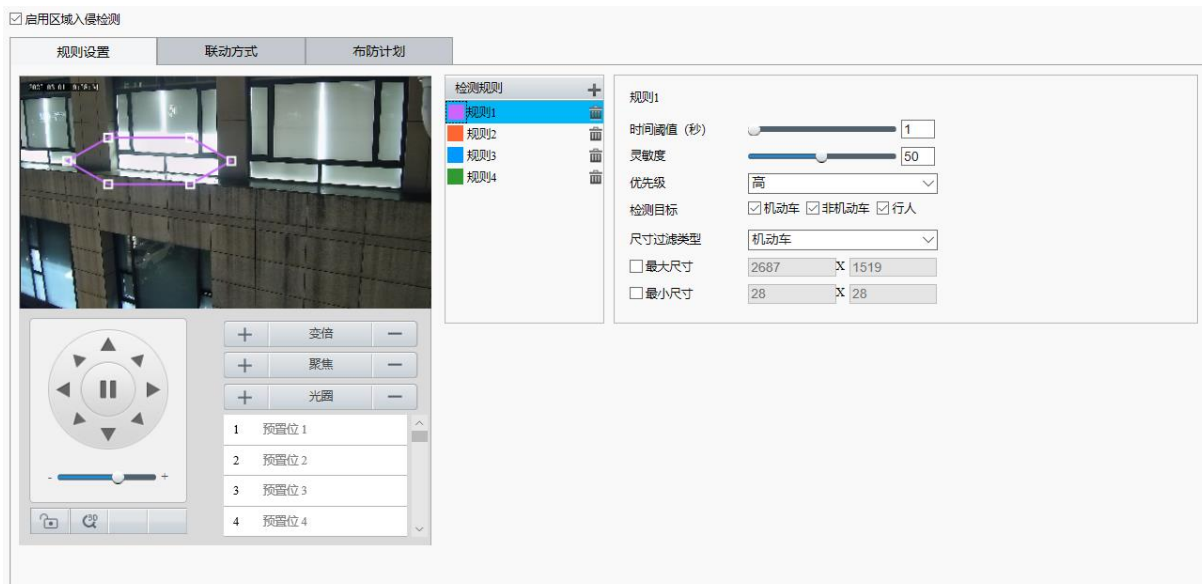 启用区域入侵检测
规则设置 联动方式 布防计划
检测规则
规则1
规则2
规则3
规则4
规则1
时间阈值（秒） 1
灵敏度 50
优先级 高
检测目标 机动车 非机动车 行人
尺寸过滤类型 机动车
最大尺寸 2687 X 1519
最小尺寸 28 X 28
变倍
聚焦
光圈
1 预置位 1
2 预置位 2
3 预置位 3
4 预置位 4
- +
3D